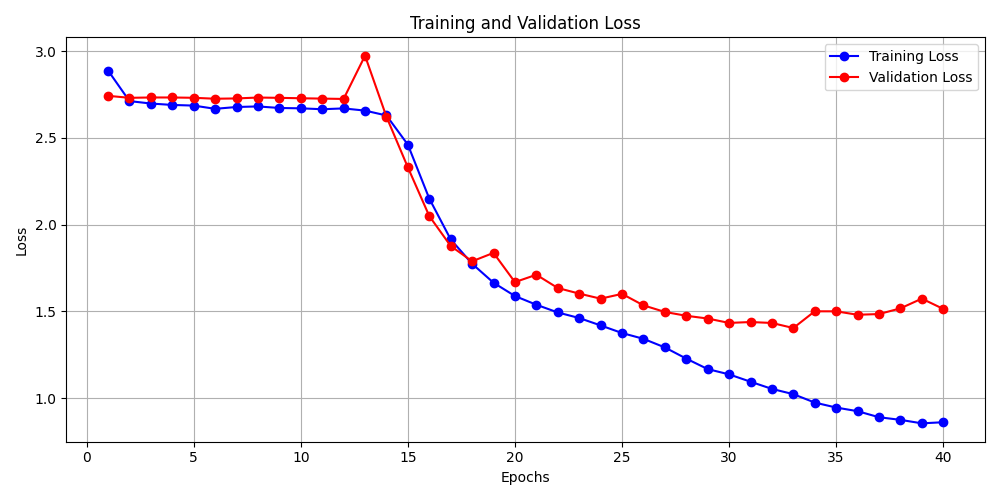 Training and Validation Loss
Training Loss
Validation Loss
3.0
2.5
2.0
1.5
1.0
Loss
0 5 10 15 20 25 30 35 40
Epochs